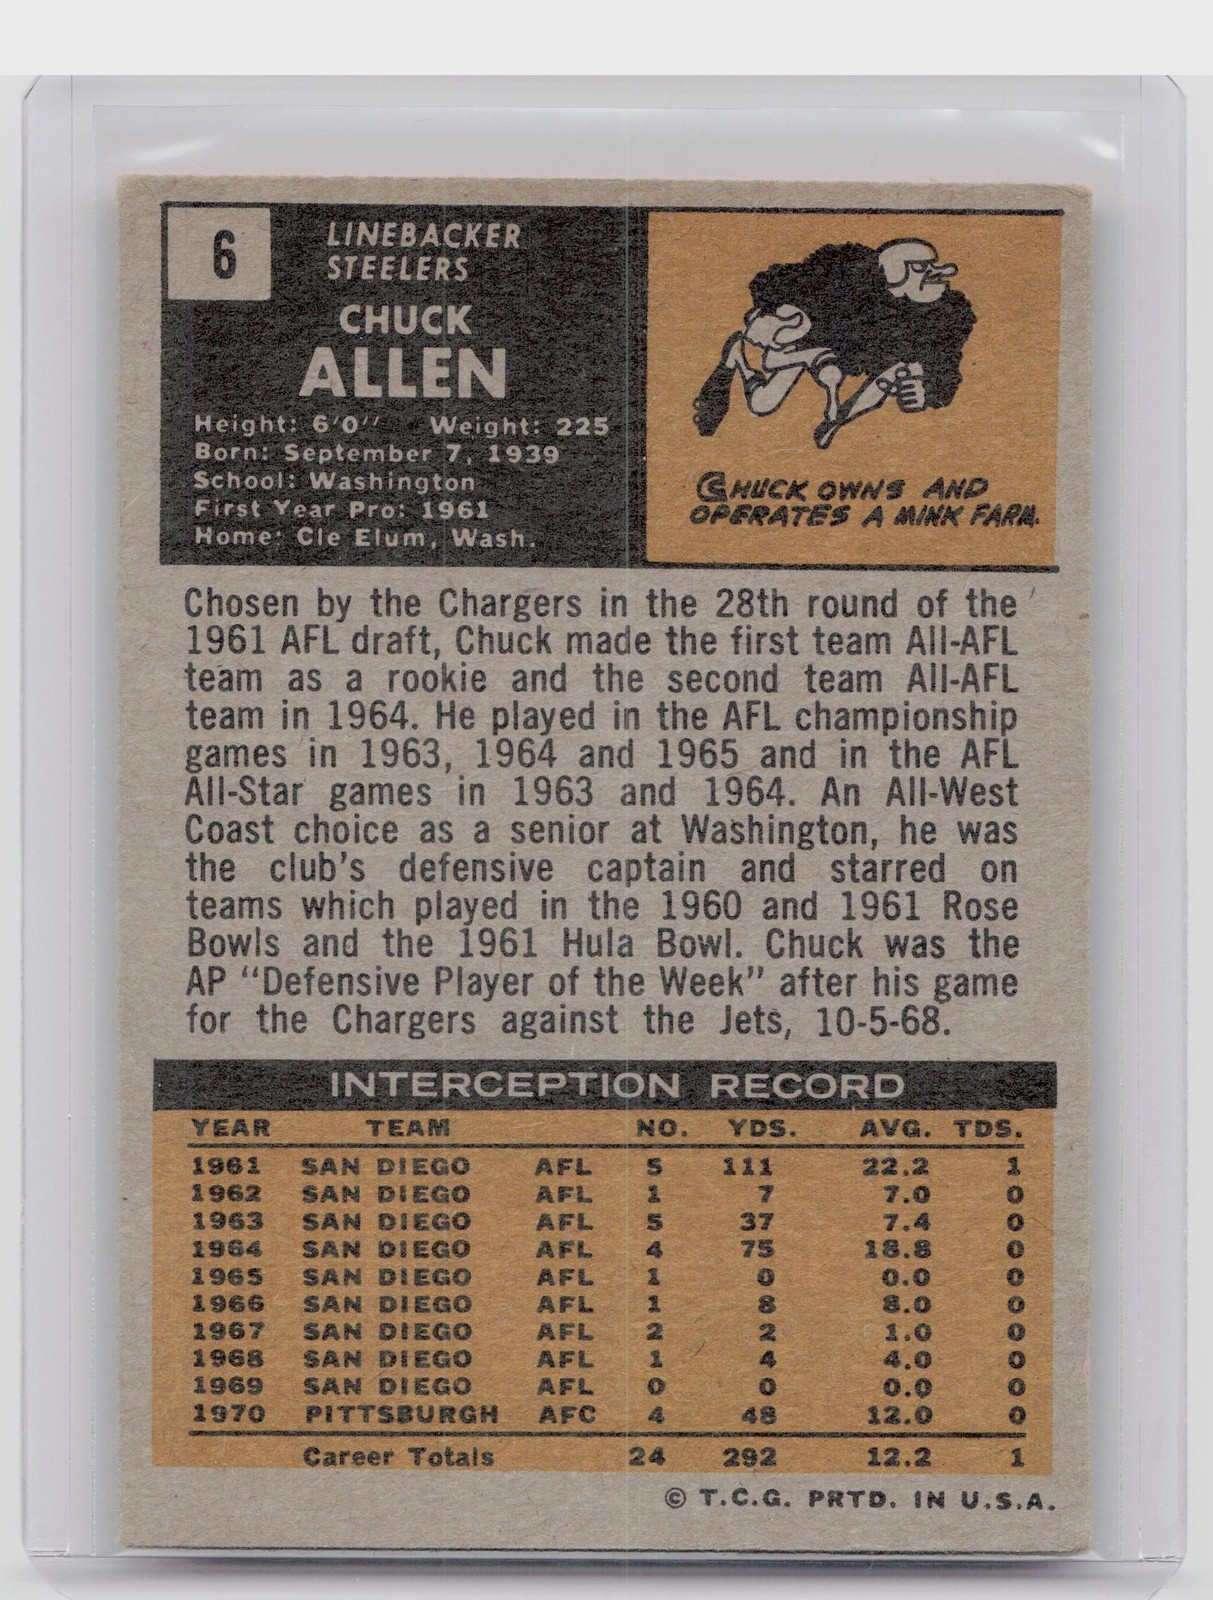 6
LINEBACKER
STEELERS
CHUCK
ALLEN
Height: 6'0'' Weight: 225
Born: September 7, 1939
School: Washington
First Year Pro: 1961
Home: Cle Elum, Wash.
CHUCK OWNS AND
OPERATES A MINK FARM.
Chosen by the Chargers in the 28th round of the
1961 AFL draft, Chuck made the first team All-AFL
team as a rookie and the second team All-AFL
team in 1964. He played in the AFL championship
games in 1963, 1964 and 1965 and in the AFL
All-Star games in 1963 and 1964. An All-West
Coast choice as a senior at Washington, he was
the club's defensive captain and starred on
teams which played in the 1960 and 1961 Rose
Bowls and the 1961 Hula Bowl. Chuck was the
AP "Defensive Player of the Week" after his game
for the Chargers against the Jets, 10-5-68.
INTERCEPTION RECORD
YEAR TEAM NO. YDS. AVG. TDS.
1961 SAN DIEGO AFL 5 111 22.2 1
1962 SAN DIEGO AFL 1 7 7.0 0
1963 SAN DIEGO AFL 5 37 7.4 0
1964 SAN DIEGO AFL 4 75 18.8 0
1965 SAN DIEGO AFL 1 0 0.0 0
1966 SAN DIEGO AFL 1 8 8.0 0
1967 SAN DIEGO AFL 2 2 1.0 0
1968 SAN DIEGO AFL 1 4 4.0 0
1969 SAN DIEGO AFL 0 0 0.0 0
1970 PITTSBURGH AFC 4 48 12.0 0
Career Totals 24 292 12.2 1
© T.C.G. PRTD. IN U.S.A.